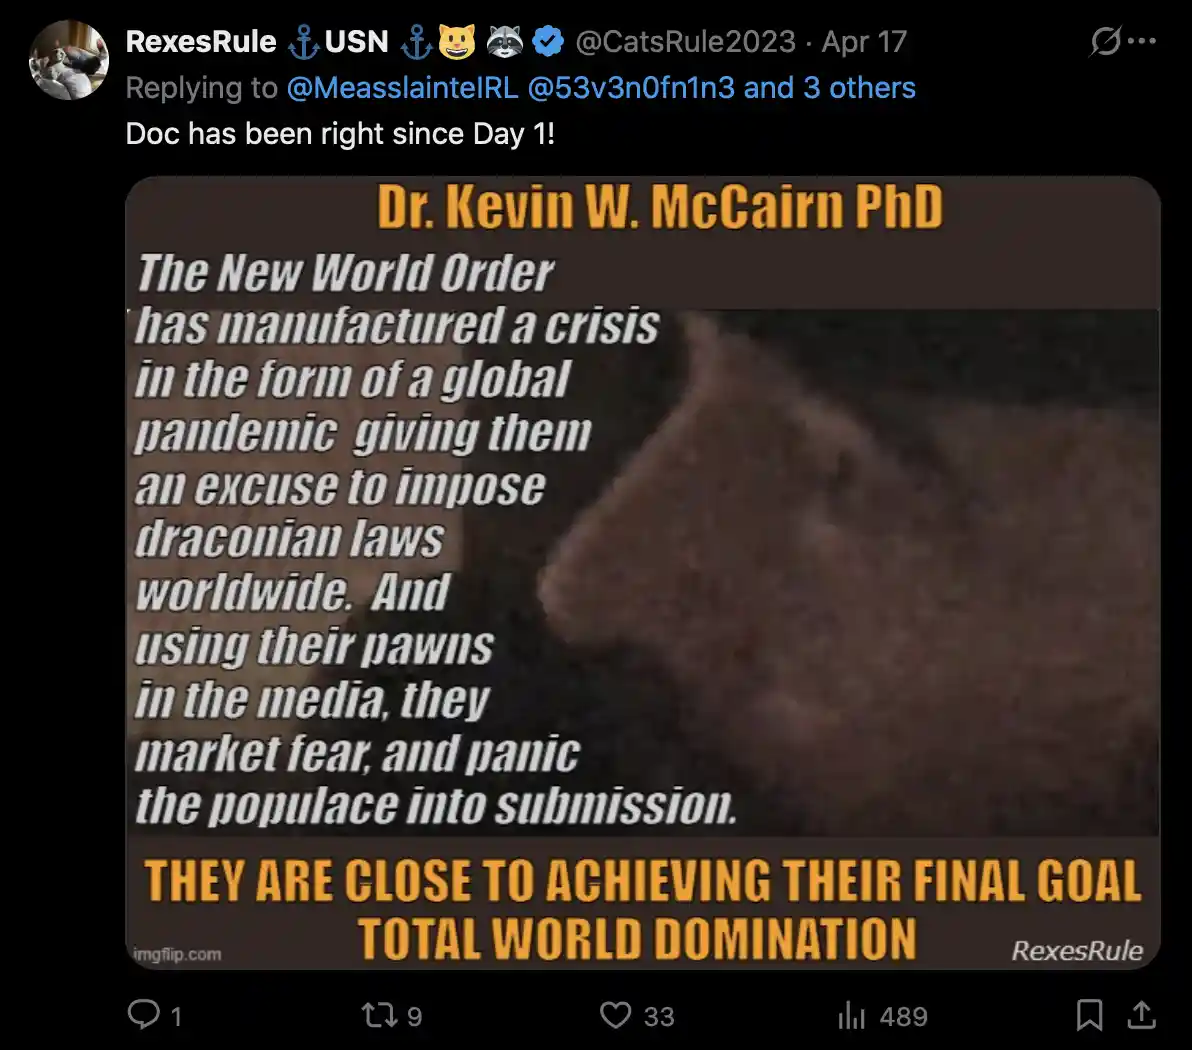 RexesRule ⚓USN ⚓😺 🦝 @CatsRule2023 · Apr 17
Replying to @MeasslainteIRL @53v3n0fn1n3 and 3 others
Doc has been right since Day 1!
Dr. Kevin W. McCairn PhD
The New World Order
has manufactured a crisis
in the form of a global
pandemic giving them
an excuse to impose
draconian laws
worldwide. And
using their pawns
in the media, they
market fear, and panic
the populace into submission.
THEY ARE CLOSE TO ACHIEVING THEIR FINAL GOAL
TOTAL WORLD DOMINATION
imgflip.com
RexesRule
1 9 33 489